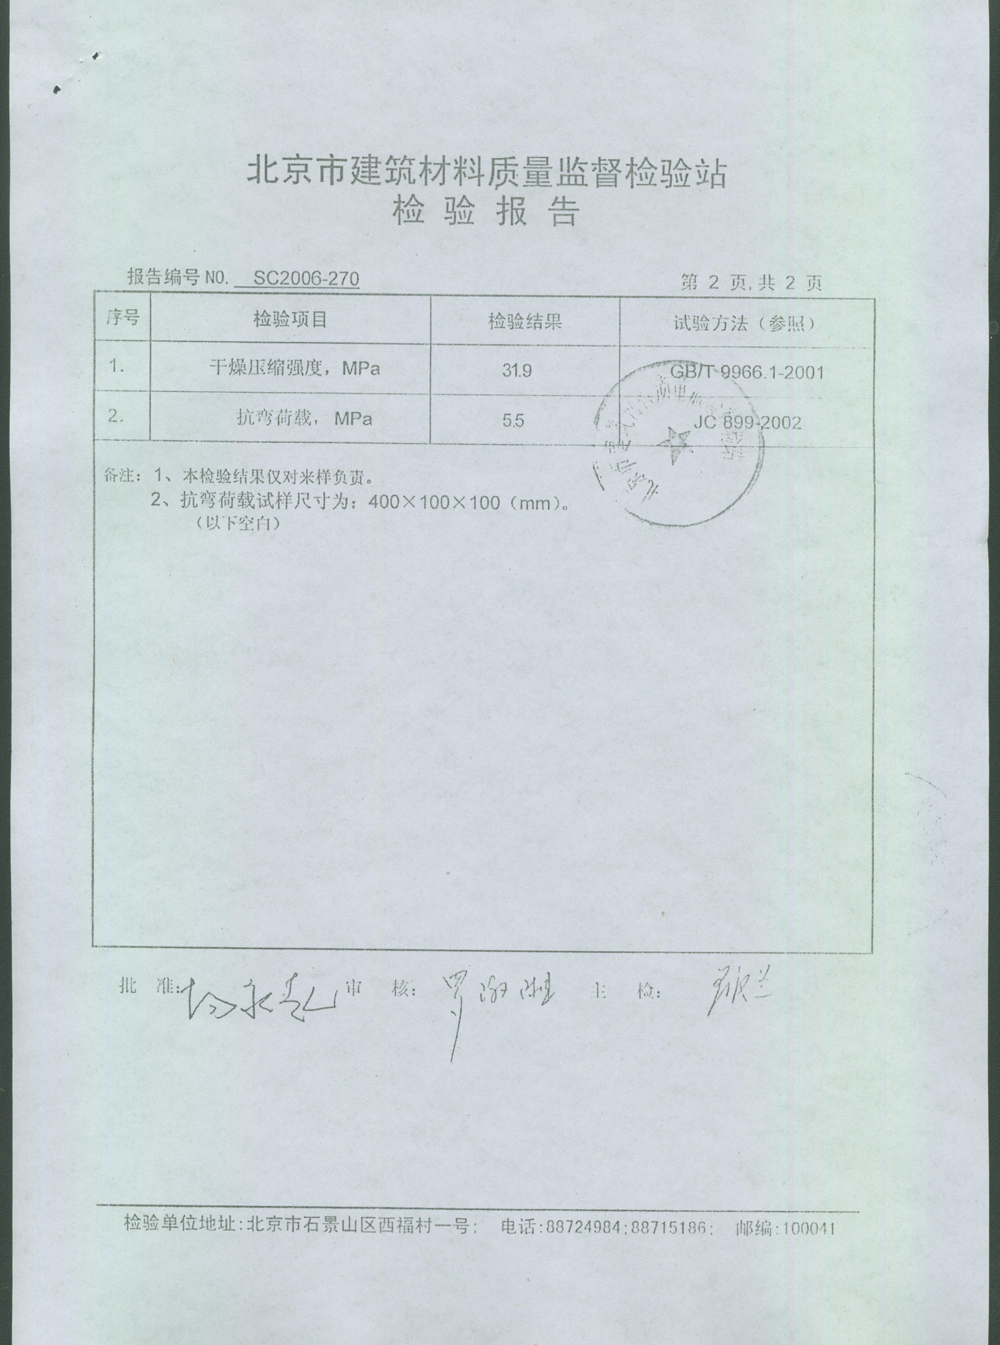 北京市建筑材料质量监督检验站
检 验 报 告
报告编号 NO. SC2006-270 第 2 页,共 2 页
序号 检验项目 检验结果 试验方法（参照）
1. 干燥压缩强度，MPa 31.9 GB/T 9966.1-2001
2. 抗弯荷载，MPa 5.5 JC 899-2002
备注：1、本检验结果仅对来样负责。
2、抗弯荷载试样尺寸为：400×100×100（mm）。
（以下空白）
批 准: 审 核: 主 检:
检验单位地址:北京市石景山区西福村一号; 电话:88724984;88715186; 邮编:100041